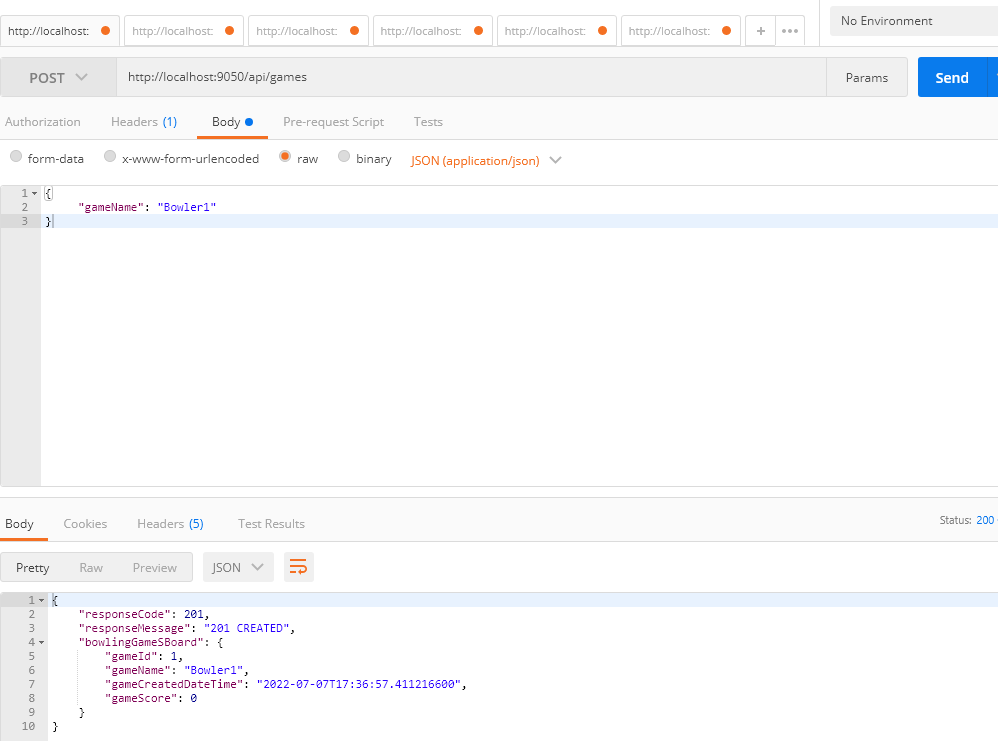 http://localhost: http://localhost: http://localhost: http://localhost: http://localhost: http://localhost: + ••• No Environment
POST http://localhost:9050/api/games Params Send
Authorization Headers (1) Body Pre-request Script Tests
form-data x-www-form-urlencoded raw binary JSON (application/json)
1 {
2 "gameName": "Bowler1"
3 }
Body Cookies Headers (5) Test Results Status: 200
Pretty Raw Preview JSON
1 {
2 "responseCode": 201,
3 "responseMessage": "201 CREATED",
4 "bowlingGameSBoard": {
5 "gameId": 1,
6 "gameName": "Bowler1",
7 "gameCreatedDateTime": "2022-07-07T17:36:57.411216600",
8 "gameScore": 0
9 }
10 }